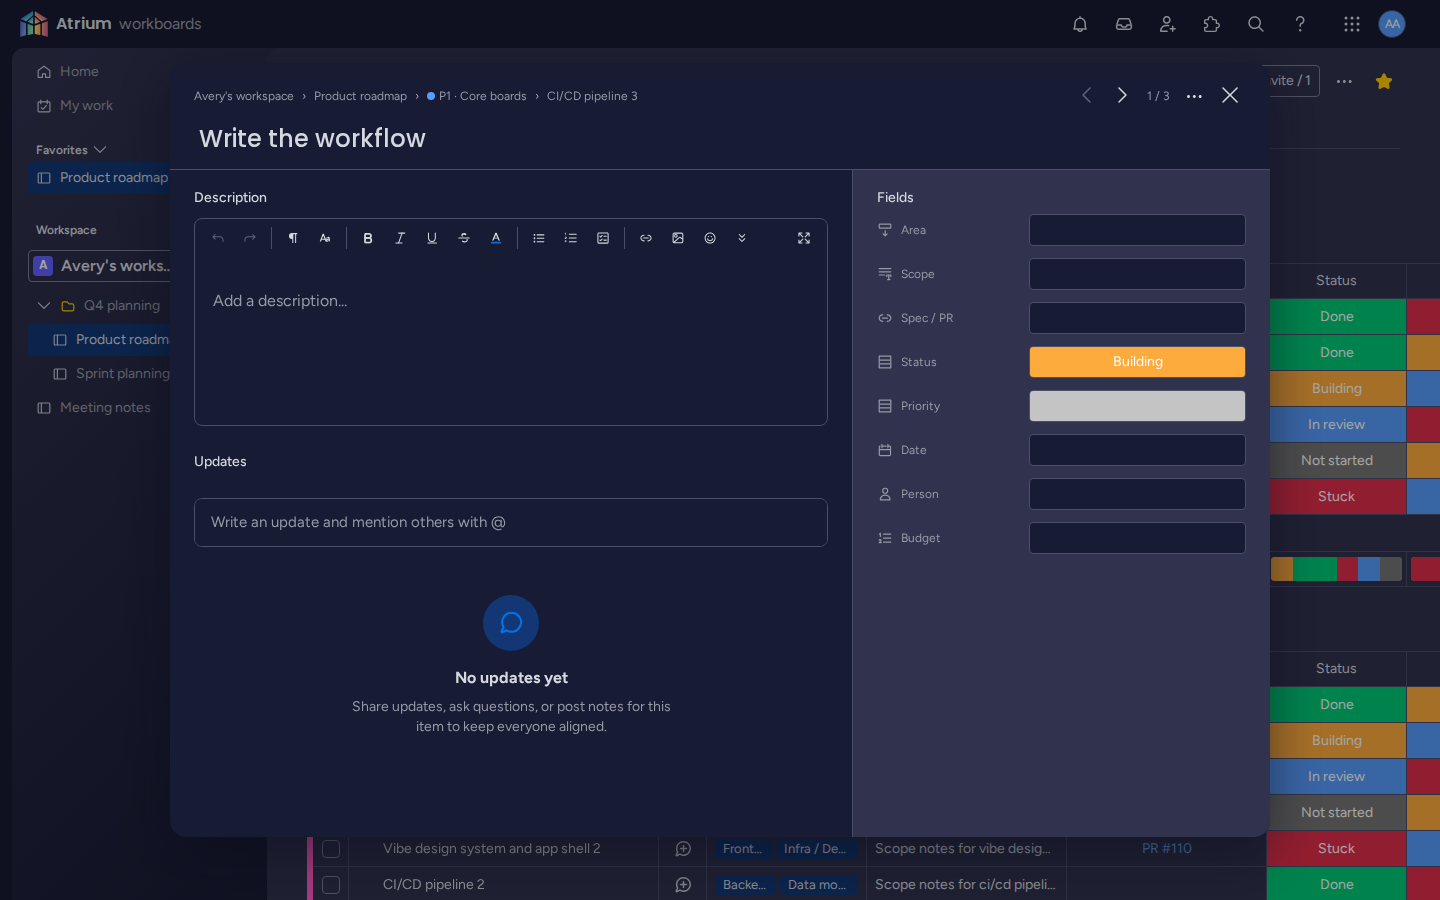 Atrium workboards
AA
Home
My work
Favorites
Product roadmap
Workspace
A Avery's works...
Q4 planning
Product roadm
Sprint planning
Meeting notes
vite / 1
Avery's workspace › Product roadmap › P1 · Core boards › CI/CD pipeline 3
1 / 3
Write the workflow
Description
Add a description...
Updates
Write an update and mention others with @
No updates yet
Share updates, ask questions, or post notes for this
item to keep everyone aligned.
Fields
Area
Scope
Spec / PR
Status Building
Priority
Date
Person
Budget
Status
Done
Done
Building
In review
Not started
Stuck
Status
Done
Building
In review
Not started
Vibe design system and app shell 2 Front... Infra / De... Scope notes for vibe desig... PR #110 Stuck
CI/CD pipeline 2 Backe... Data mo... Scope notes for ci/cd pipeli... Done